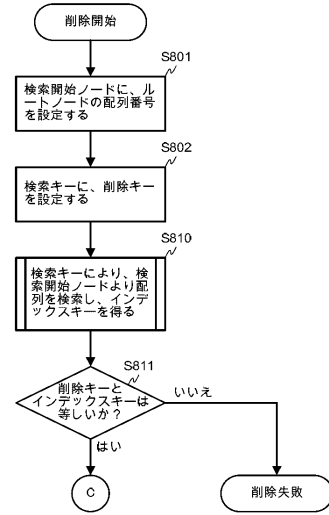 削除開始
S801
検索開始ノードに、ル
ートノードの配列番号
を設定する
S802
検索キーに、削除キー
を設定する
S810
検索キーにより、検
索開始ノードより配
列を検索し、インデ
ックスキーを得る
S811
削除キーと
インデックスキーは
等しいか？
いいえ
はい
C
削除失敗